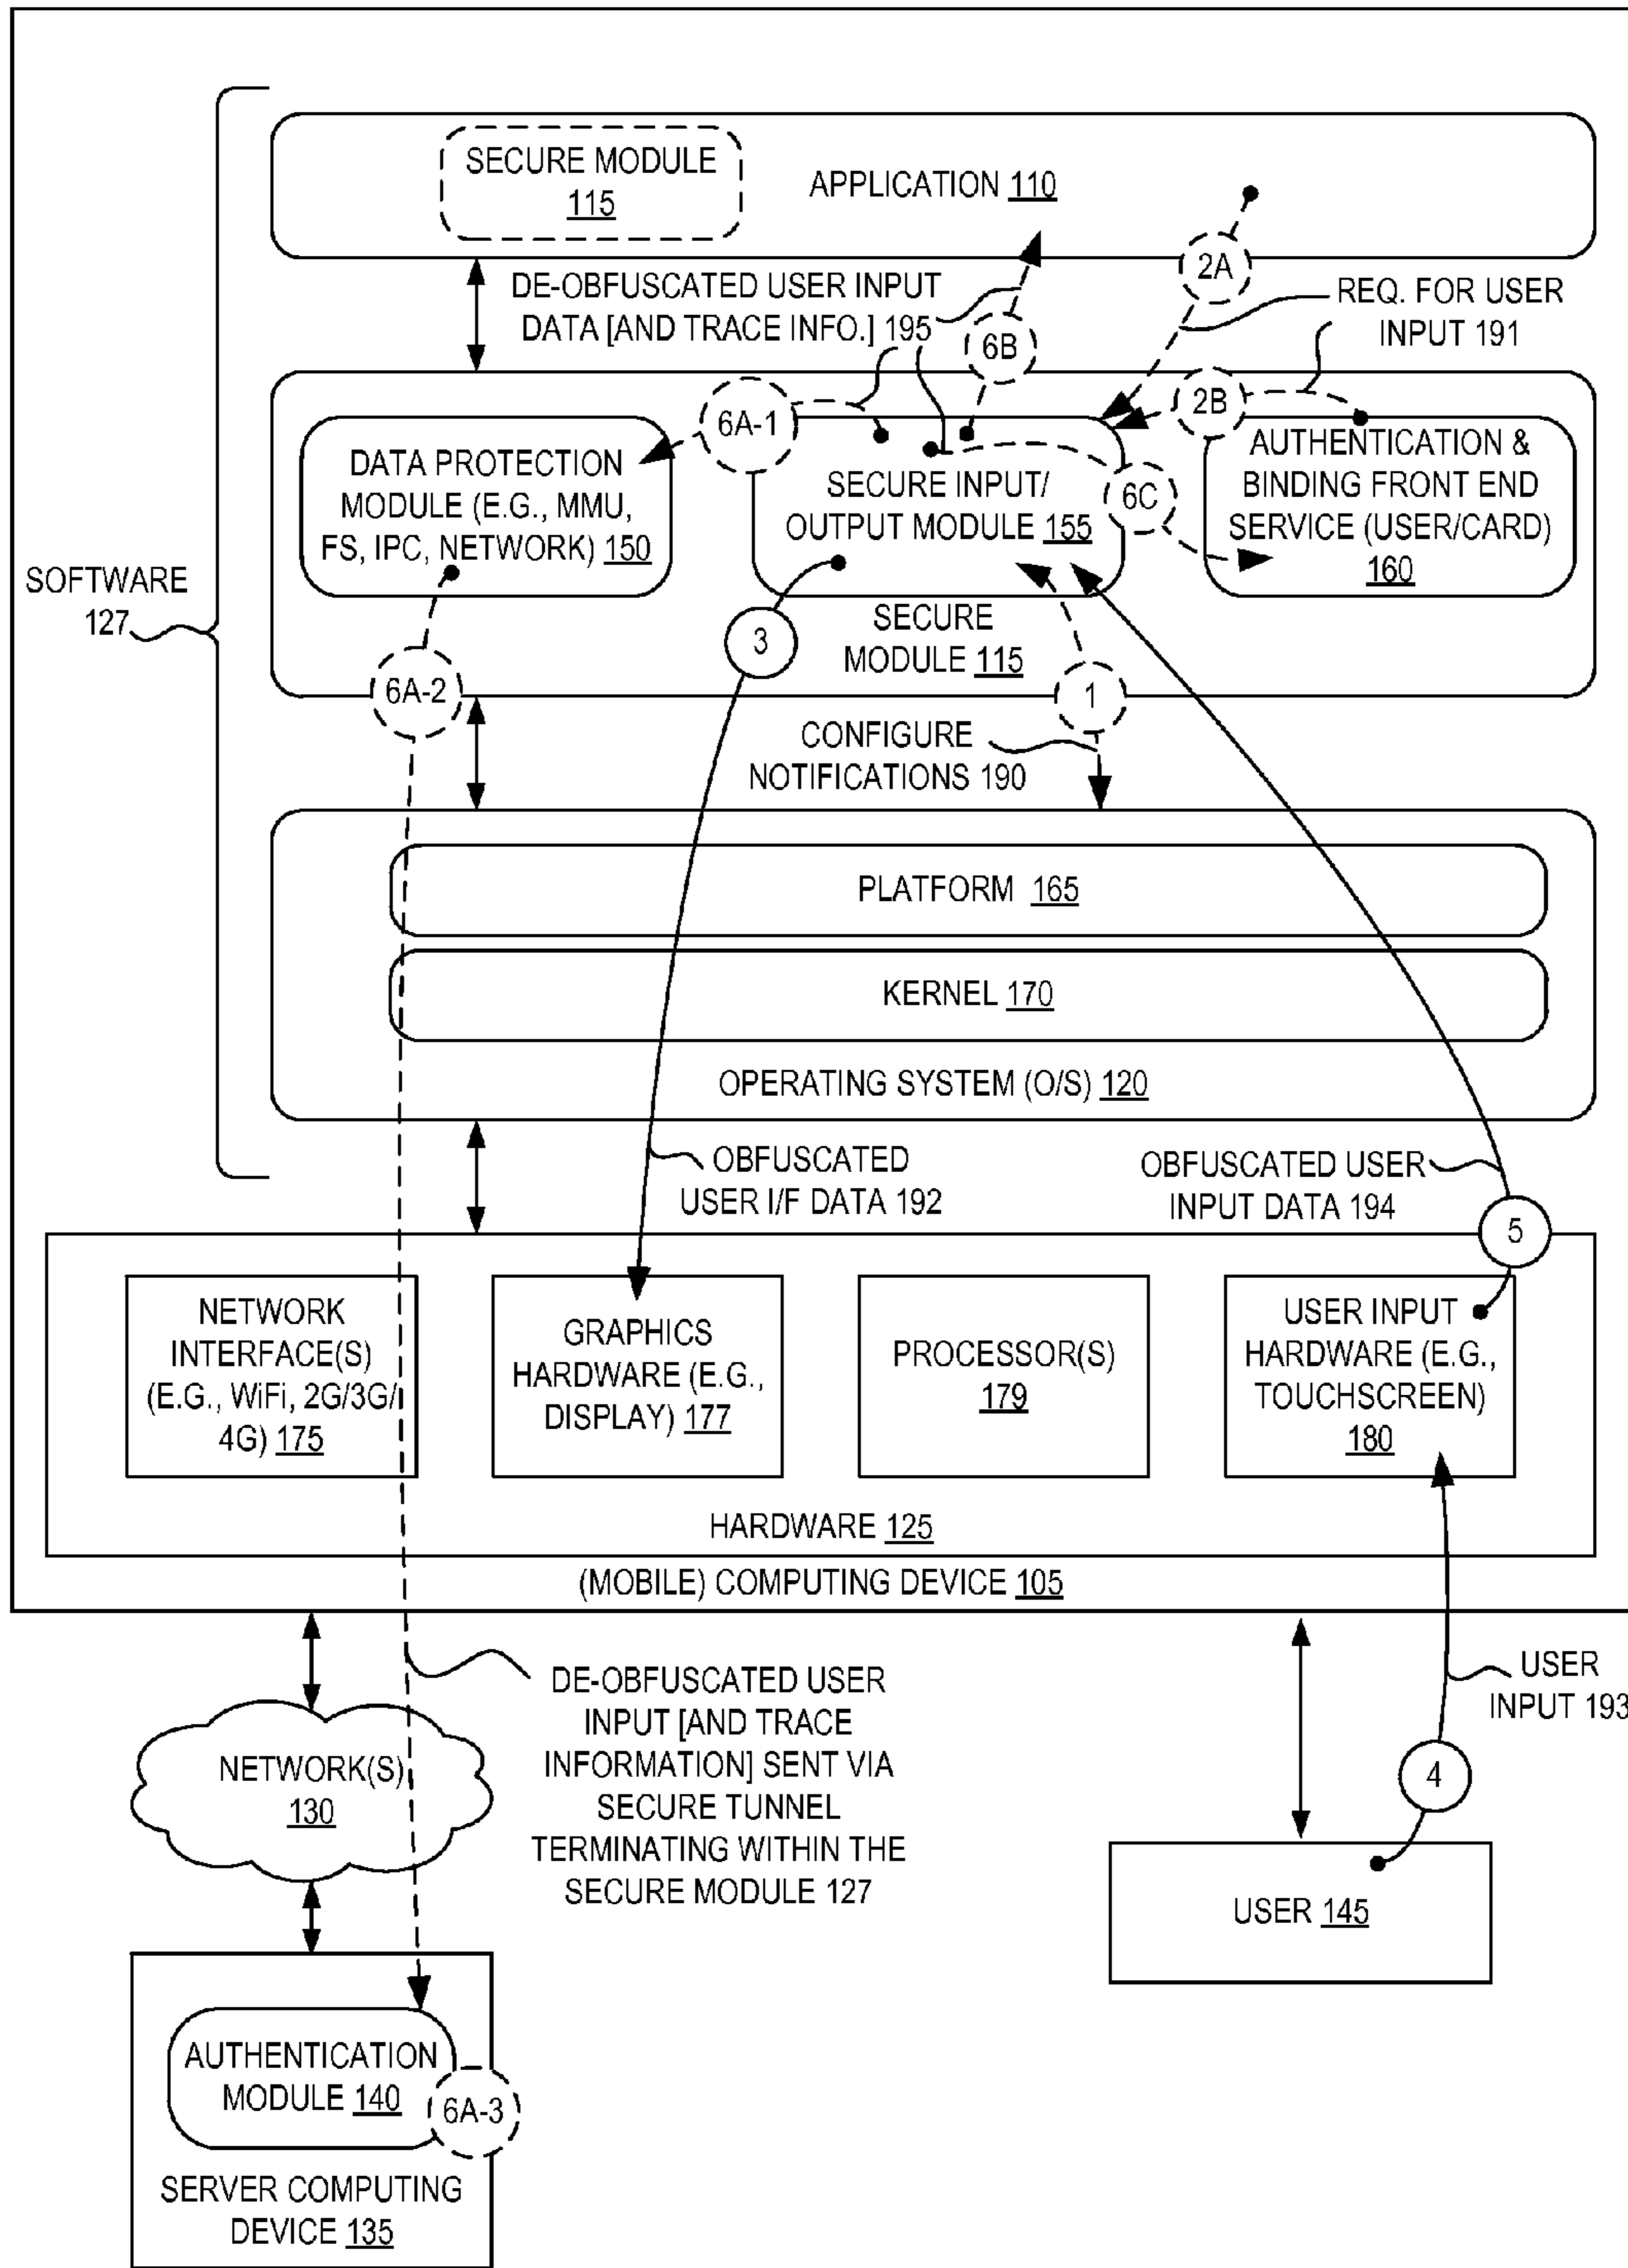 SECURE MODULE
115
APPLICATION 110
2A
DE-OBFUSCATED USER INPUT
DATA [AND TRACE INFO.] 195
6B
REQ. FOR USER
INPUT 191
6A-1
2B
DATA PROTECTION
MODULE (E.G., MMU,
FS, IPC, NETWORK) 150
SECURE INPUT/
OUTPUT MODULE 155
6C
AUTHENTICATION &
BINDING FRONT END
SERVICE (USER/CARD)
160
SOFTWARE
127
3
SECURE
MODULE 115
6A-2
1
CONFIGURE
NOTIFICATIONS 190
PLATFORM 165
KERNEL 170
OPERATING SYSTEM (O/S) 120
OBFUSCATED
USER I/F DATA 192
OBFUSCATED USER
INPUT DATA 194
5
NETWORK
INTERFACE(S)
(E.G., WiFi, 2G/3G/
4G) 175
GRAPHICS
HARDWARE (E.G.,
DISPLAY) 177
PROCESSOR(S)
179
USER INPUT
HARDWARE (E.G.,
TOUCHSCREEN)
180
HARDWARE 125
(MOBILE) COMPUTING DEVICE 105
DE-OBFUSCATED USER
INPUT [AND TRACE
INFORMATION] SENT VIA
SECURE TUNNEL
TERMINATING WITHIN THE
SECURE MODULE 127
USER
INPUT 193
NETWORK(S)
130
4
USER 145
AUTHENTICATION
MODULE 140
6A-3
SERVER COMPUTING
DEVICE 135